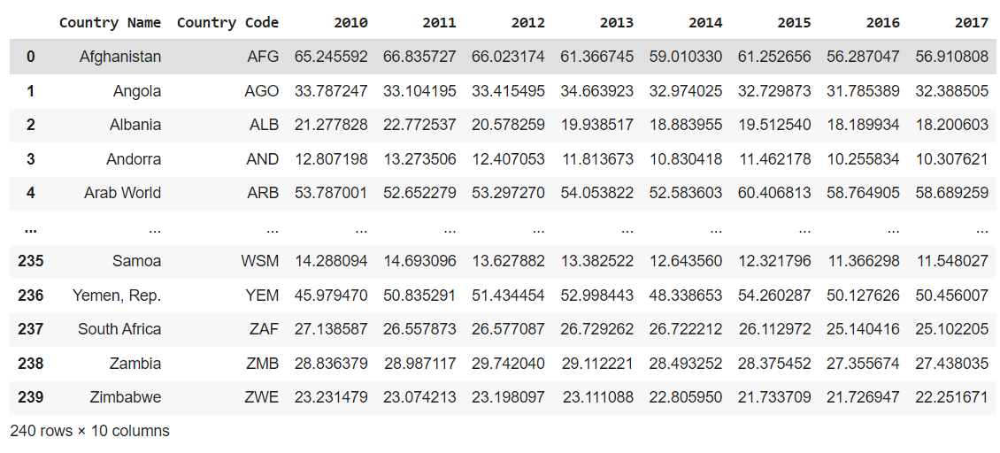 Country Name Country Code 2010 2011 2012 2013 2014 2015 2016 2017
0 Afghanistan AFG 65.245592 66.835727 66.023174 61.366745 59.010330 61.252656 56.287047 56.910808
1 Angola AGO 33.787247 33.104195 33.415495 34.663923 32.974025 32.729873 31.785389 32.388505
2 Albania ALB 21.277828 22.772537 20.578259 19.938517 18.883955 19.512540 18.189934 18.200603
3 Andorra AND 12.807198 13.273506 12.407053 11.813673 10.830418 11.462178 10.255834 10.307621
4 Arab World ARB 53.787001 52.652279 53.297270 54.053822 52.583603 60.406813 58.764905 58.689259
... ... ... ... ... ... ... ... ... ... ...
235 Samoa WSM 14.288094 14.693096 13.627882 13.382522 12.643560 12.321796 11.366298 11.548027
236 Yemen, Rep. YEM 45.979470 50.835291 51.434454 52.998443 48.338653 54.260287 50.127626 50.456007
237 South Africa ZAF 27.138587 26.557873 26.577087 26.729262 26.722212 26.112972 25.140416 25.102205
238 Zambia ZMB 28.836379 28.987117 29.742040 29.112221 28.493252 28.375452 27.355674 27.438035
239 Zimbabwe ZWE 23.231479 23.074213 23.198097 23.111088 22.805950 21.733709 21.726947 22.251671
240 rows × 10 columns